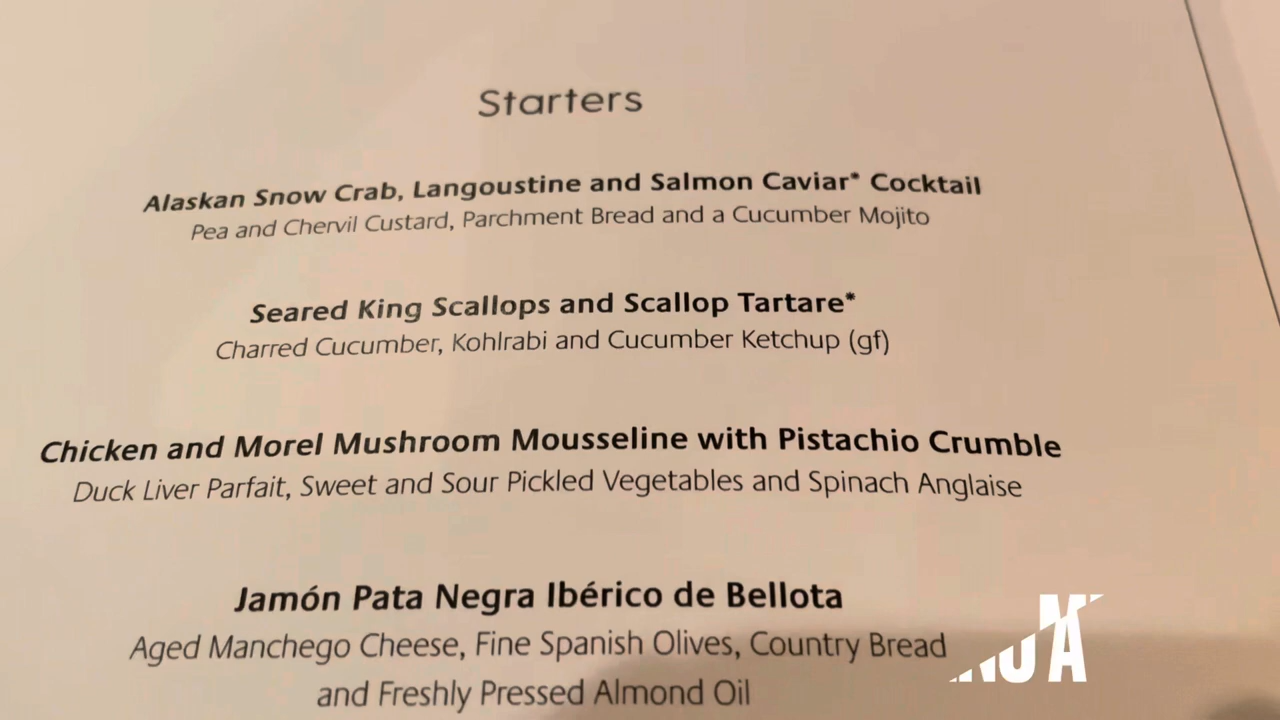 Starters
Alaskan Snow Crab, Langoustine and Salmon Caviar* Cocktail
Pea and Chervil Custard, Parchment Bread and a Cucumber Mojito
Seared King Scallops and Scallop Tartare*
Charred Cucumber, Kohlrabi and Cucumber Ketchup (gf)
Chicken and Morel Mushroom Mousseline with Pistachio Crumble
Duck Liver Parfait, Sweet and Sour Pickled Vegetables and Spinach Anglaise
Jamón Pata Negra Ibérico de Bellota
Aged Manchego Cheese, Fine Spanish Olives, Country Bread
and Freshly Pressed Almond Oil